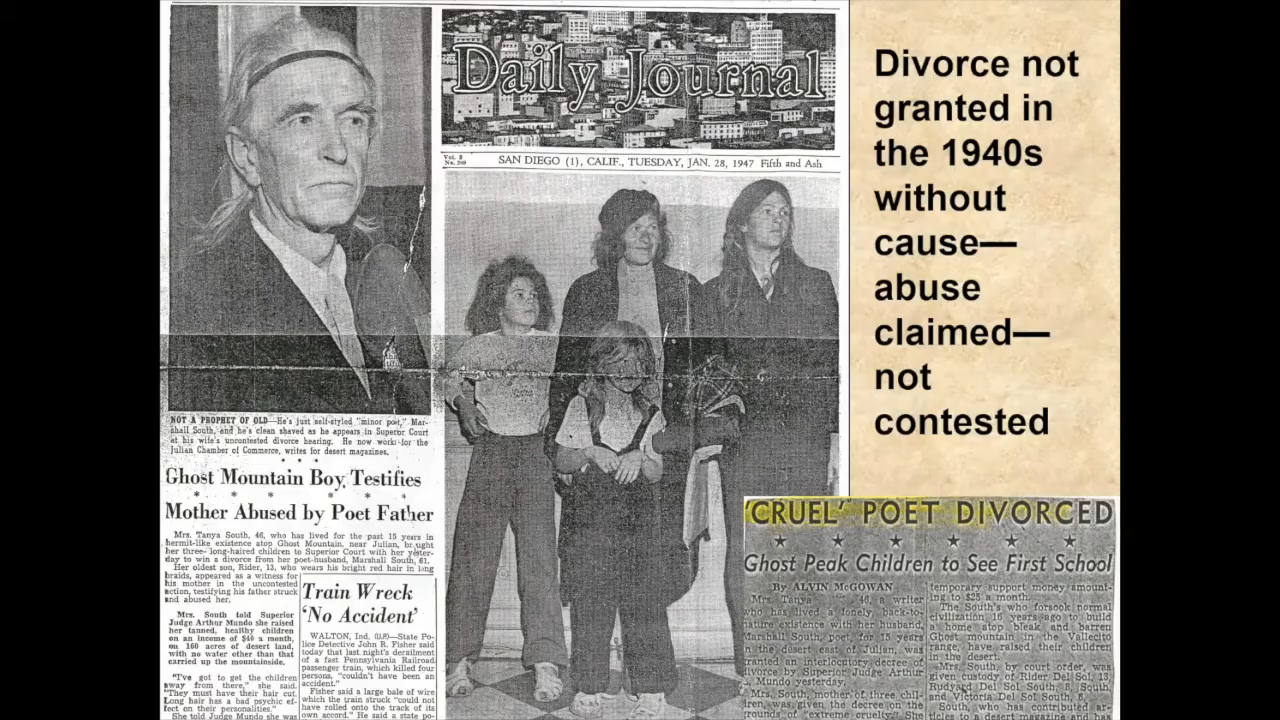 Daily Journal
Vol. 3
SAN DIEGO (1), CALIF., TUESDAY, JAN. 28, 1947 Fifth and Ash
Divorce not
granted in
the 1940s
without
cause—
abuse
claimed—
not
contested
NOT A PROPHET OF OLD—He's just self-styled "minor poet," Mar-
shall South, and he's clean shaved as he appears in Superior Court
at his wife's uncontested divorce hearing. He now works for the
Julian Chamber of Commerce, writes for desert magazines.
* * *
Ghost Mountain Boy Testifies
* * * * *
Mother Abused by Poet Father
Mrs. Tanya South, 46, who has lived for the past 15 years in
hermit-like existence atop Ghost Mountain, near Julian, brought
her three long-haired children to Superior Court with her yester-
day to win a divorce from her poet-husband, Marshall South, 61.
Her oldest son, Rider, 13, who wears his bright red hair in long
braids, appeared as a witness for
his mother in the uncontested
action, testifying his father struck
and abused her.
Mrs. South told Superior
Judge Arthur Mundo she raised
her tanned, healthy children
on an income of $40 a month,
on 160 acres of desert land,
with no water other than that
carried up the mountainside.
"I've got to get the children
away from there," she said.
"They must have their hair cut.
Long hair has a bad psychic ef-
fect on their personalities."
She told Judge Mundo she was
Train Wreck
'No Accident'
WALTON, Ind. (U.P)—State Po-
lice Detective John R. Fisher said
today that last night's derailment
of a fast Pennsylvania Railroad
passenger train, which killed four
persons, "couldn't have been an
accident."
Fisher said a large bale of wire
which the train struck "could not
have rolled onto the track of its
own accord." He said a state po-
'CRUEL' POET DIVORCED
★ ★ ★ ★ ★ ★ ★
Ghost Peak Children to See First School
By ALVIN McGOWAN
Mrs. Tanya 46, a writer
who has lived a lonely back-to-
nature existence with her husband,
Marshall South, poet, for years
in the desert east of Julian, was
granted an interlocutory decree of
divorce by Superior Judge Arthur
Mundo yesterday.
Mrs. South, mother of three chil-
dren, was given the decree on the
grounds of "extreme cruelty." She
temporary support money amount-
ing to $25 a month.
The South's who forsook normal
civilization 16 years ago to build
a home atop bleak and barren
Ghost mountain in the Vallecito
range, have raised their children
in the desert.
Mrs. South, by court order, was
given custody of Rider Del Sol, 13,
Rudyard Del Sol South, 8, South,
and Victoria Del Sol South, 6.
South, who has contributed ar-
ticles to a desert magazine and has